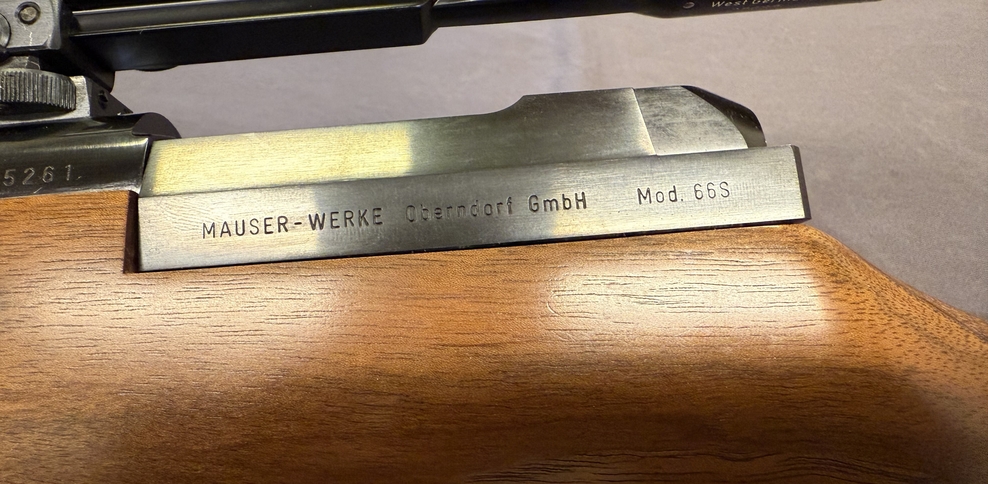 West Germany
5261.
MAUSER-WERKE Oberndorf GmbH Mod. 66S